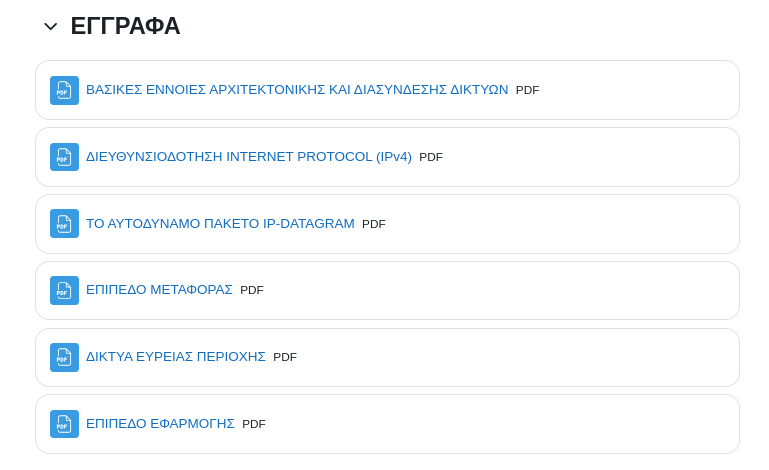 ΕΓΓΡΑΦΑ
PDF ΒΑΣΙΚΕΣ ΕΝΝΟΙΕΣ ΑΡΧΙΤΕΚΤΟΝΙΚΗΣ ΚΑΙ ΔΙΑΣΥΝΔΕΣΗΣ ΔΙΚΤΥΩΝ PDF
PDF ΔΙΕΥΘΥΝΣΙΟΔΟΤΗΣΗ INTERNET PROTOCOL (IPv4) PDF
PDF ΤΟ ΑΥΤΟΔΥΝΑΜΟ ΠΑΚΕΤΟ IP-DATAGRAM PDF
PDF ΕΠΙΠΕΔΟ ΜΕΤΑΦΟΡΑΣ PDF
PDF ΔΙΚΤΥΑ ΕΥΡΕΙΑΣ ΠΕΡΙΟΧΗΣ PDF
PDF ΕΠΙΠΕΔΟ ΕΦΑΡΜΟΓΗΣ PDF